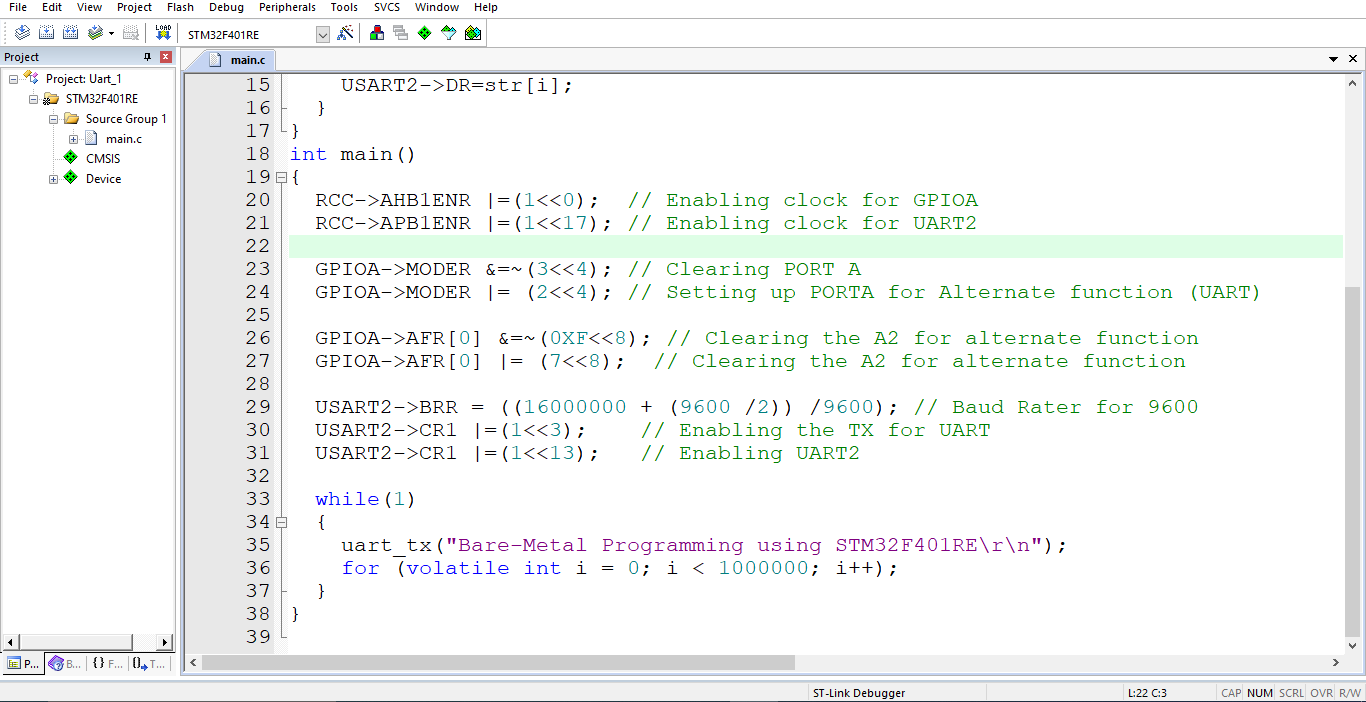 File Edit View Project Flash Debug Peripherals Tools SVCS Window Help
LOAD STM32F401RE
Project
Project: Uart_1
STM32F401RE
Source Group 1
main.c
CMSIS
Device
P... B... {} F... 0 T...
main.c
15 USART2->DR=str[i];
16 }
17 }
18 int main()
19 {
20 RCC->AHB1ENR |=(1<<0); // Enabling clock for GPIOA
21 RCC->APB1ENR |=(1<<17); // Enabling clock for UART2
22
23 GPIOA->MODER &=~(3<<4); // Clearing PORT A
24 GPIOA->MODER |= (2<<4); // Setting up PORTA for Alternate function (UART)
25
26 GPIOA->AFR[0] &=~(0XF<<8); // Clearing the A2 for alternate function
27 GPIOA->AFR[0] |= (7<<8); // Clearing the A2 for alternate function
28
29 USART2->BRR = ((16000000 + (9600 /2)) /9600); // Baud Rater for 9600
30 USART2->CR1 |=(1<<3); // Enabling the TX for UART
31 USART2->CR1 |=(1<<13); // Enabling UART2
32
33 while(1)
34 {
35 uart_tx("Bare-Metal Programming using STM32F401RE\r\n");
36 for (volatile int i = 0; i < 1000000; i++);
37 }
38 }
39
ST-Link Debugger L:22 C:3 CAP NUM SCRL OVR R/W